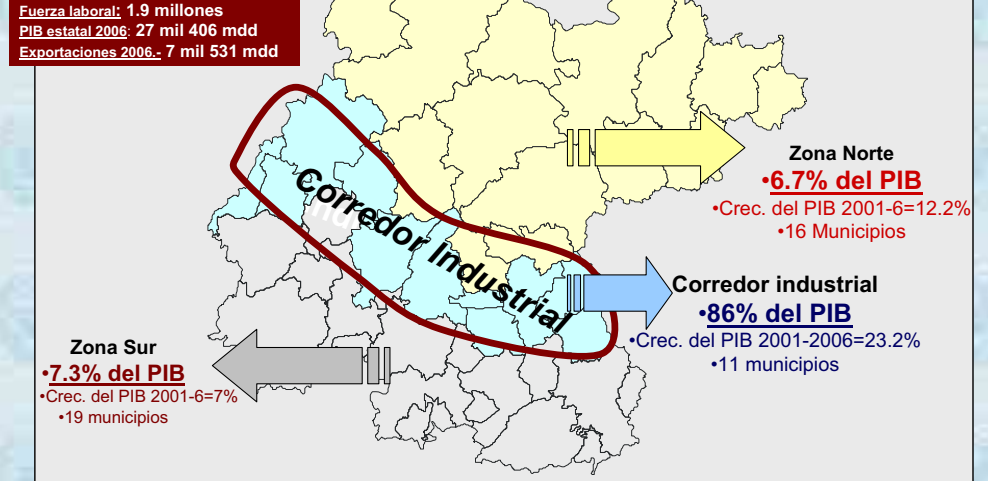 Fuerza laboral: 1.9 millones
PIB estatal 2006: 27 mil 406 mdd
Exportaciones 2006.- 7 mil 531 mdd
Corredor Industrial
Zona Norte
•6.7% del PIB
•Crec. del PIB 2001-6=12.2%
•16 Municipios
Corredor industrial
•86% del PIB
•Crec. del PIB 2001-2006=23.2%
•11 municipios
Zona Sur
•7.3% del PIB
•Crec. del PIB 2001-6=7%
•19 municipios